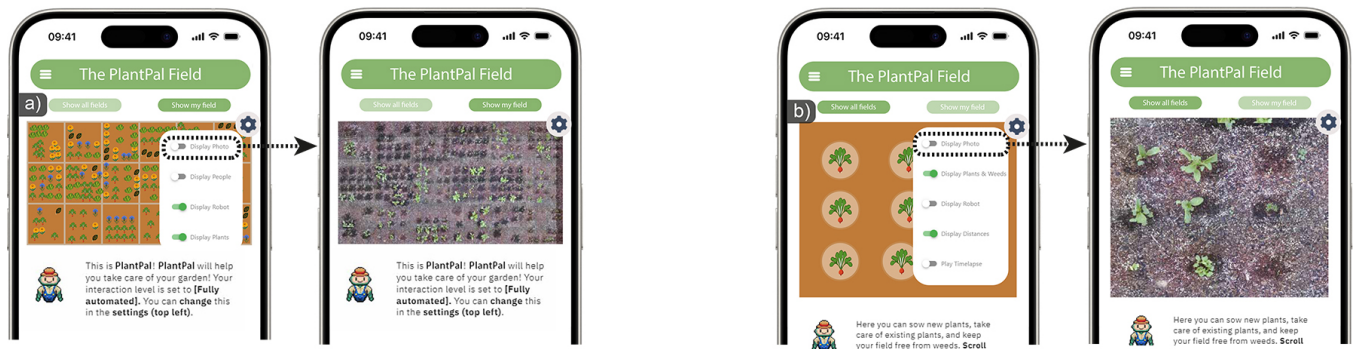 09:41
The PlantPal Field
a)
Show all fields
Show my field
Display Photo
Display People
Display Robot
Display Plants
This is PlantPal! PlantPal will help
you take care of your garden! Your
interaction level is set to [Fully
automated]. You can change this
in the settings (top left).
09:41
The PlantPal Field
Show all fields
Show my field
This is PlantPal! PlantPal will help
you take care of your garden! Your
interaction level is set to [Fully
automated]. You can change this
in the settings (top left).
09:41
The PlantPal Field
b)
Show all fields
Show my field
Display Photo
Display Plants & Weeds
Display Robot
Display Distances
Play Timelapse
Here you can sow new plants, take
care of existing plants, and keep
your field free from weeds. Scroll
09:41
The PlantPal Field
Show all fields
Show my field
Here you can sow new plants, take
care of existing plants, and keep
your field free from weeds. Scroll